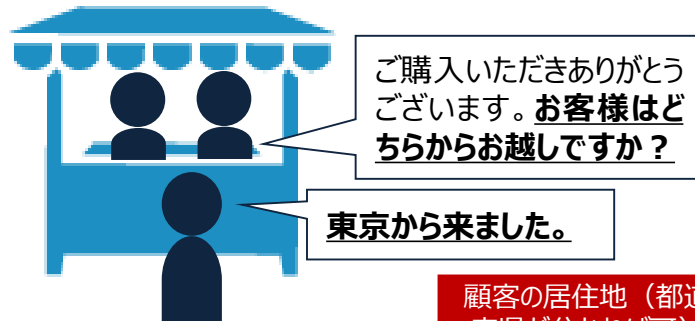 ご購入いただきありがとう
ございます。お客様はど
ちらからお越しですか？
東京から来ました。
顧客の居住地（都道